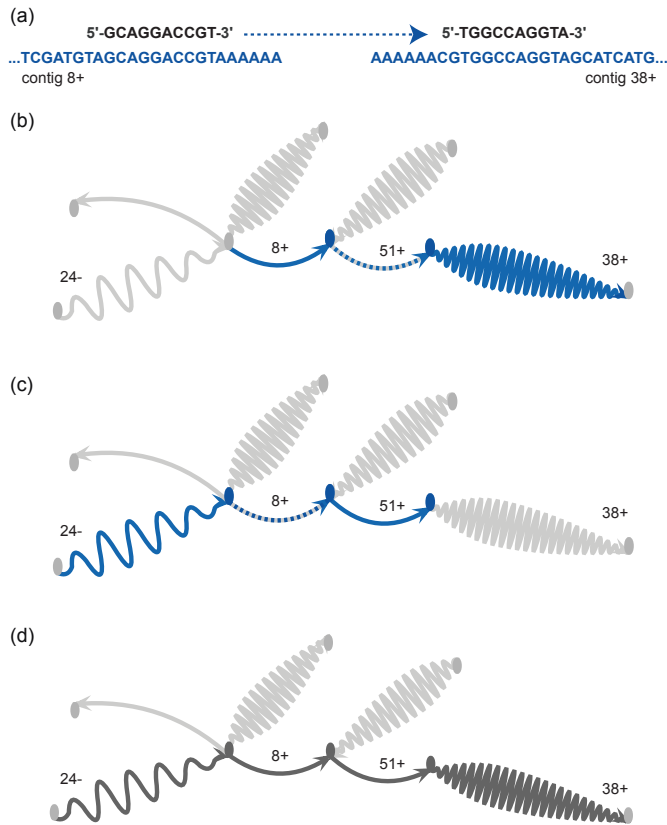 (a)
5'-GCAGGACCGT-3' 5'-TGGCCAGGTA-3'
...TCGATGTAGCAGGACCGTAAAAAA AAAAAACGTGGCCAGGTAGCATCATG...
contig 8+ contig 38+
(b)
8+
51+
24-
38+
(c)
8+
51+
24-
38+
(d)
8+
51+
24-
38+